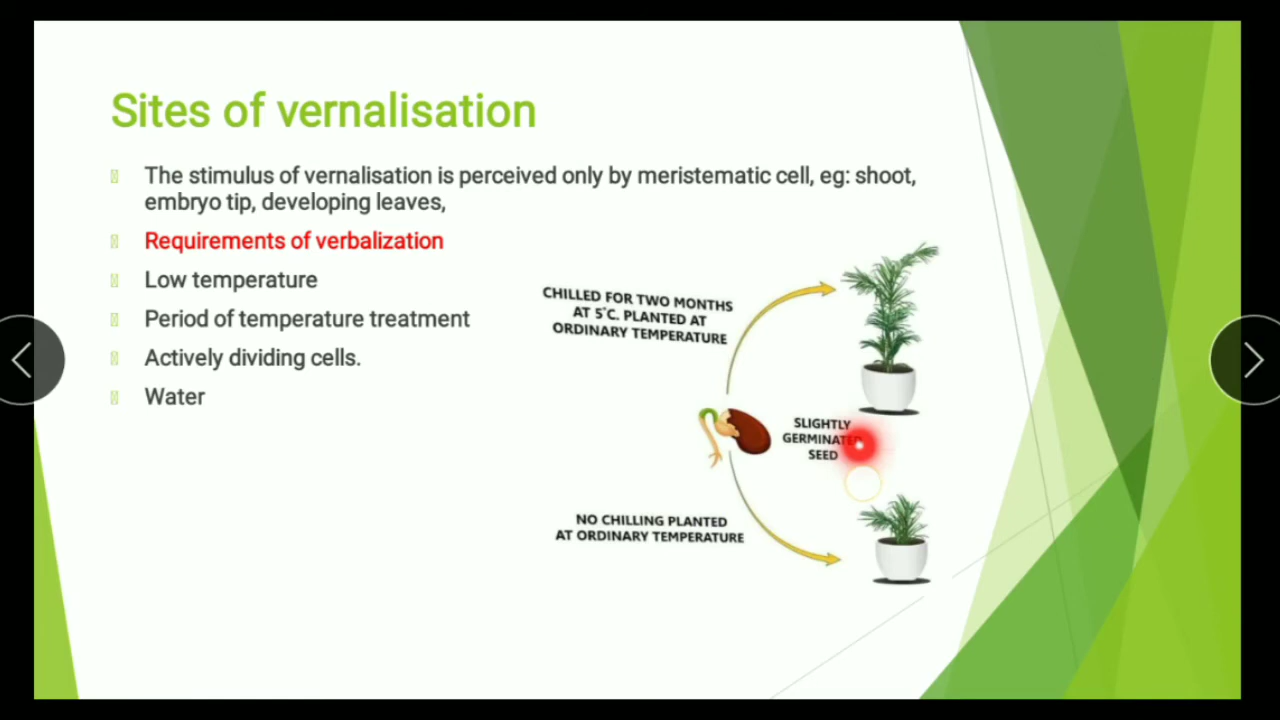 Sites of vernalisation
The stimulus of vernalisation is perceived only by meristematic cell, eg: shoot,
embryo tip, developing leaves,
Requirements of verbalization
Low temperature
Period of temperature treatment
Actively dividing cells.
Water
CHILLED FOR TWO MONTHS
AT 5°C. PLANTED AT
ORDINARY TEMPERATURE
SLIGHTLY
GERMINATED
SEED
NO CHILLING PLANTED
AT ORDINARY TEMPERATURE